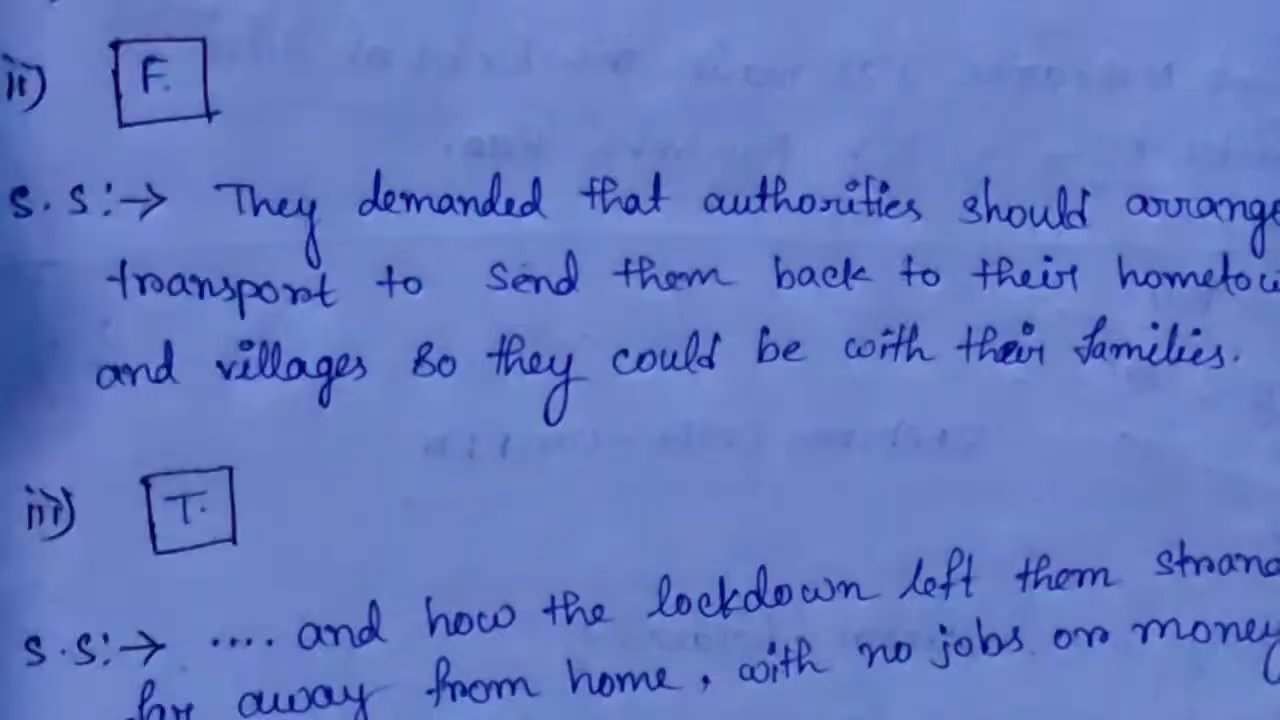 ii) F.
S.S:→ They demanded that authorities should arrange
transport to send them back to their hometow
and villages so they could be with their families.
iii) T.
S.S:→ .... and how the lockdown left them strand
far away from home, with no jobs or money